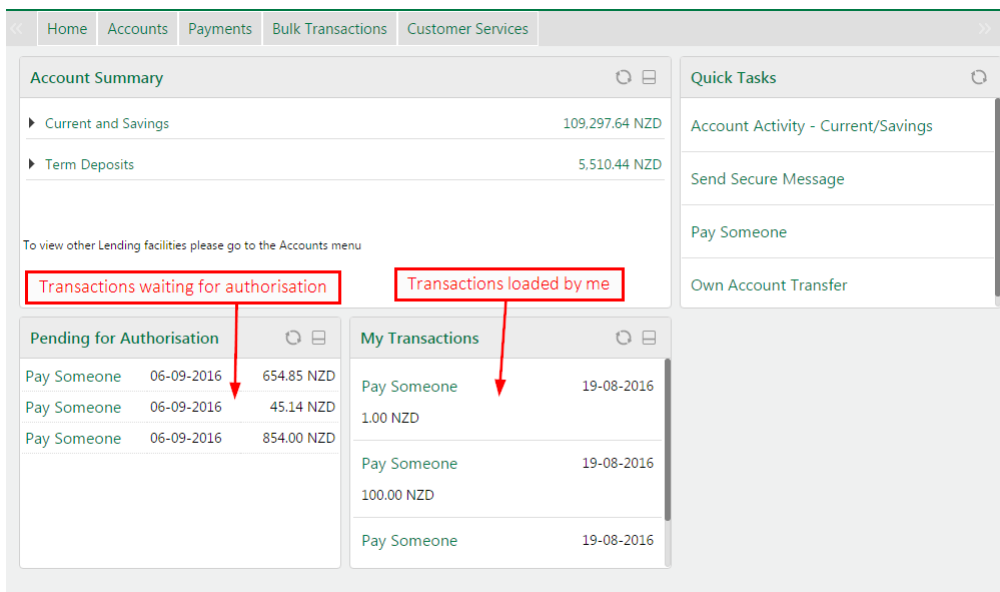 « Home Accounts Payments Bulk Transactions Customer Services »
Account Summary
Current and Savings 109,297.64 NZD
Term Deposits 5,510.44 NZD
To view other Lending facilities please go to the Accounts menu
Quick Tasks
Account Activity - Current/Savings
Send Secure Message
Pay Someone
Own Account Transfer
Transactions waiting for authorisation
Transactions loaded by me
Pending for Authorisation
Pay Someone 06-09-2016 654.85 NZD
Pay Someone 06-09-2016 45.14 NZD
Pay Someone 06-09-2016 854.00 NZD
My Transactions
Pay Someone 19-08-2016
1.00 NZD
Pay Someone 19-08-2016
100.00 NZD
Pay Someone 19-08-2016